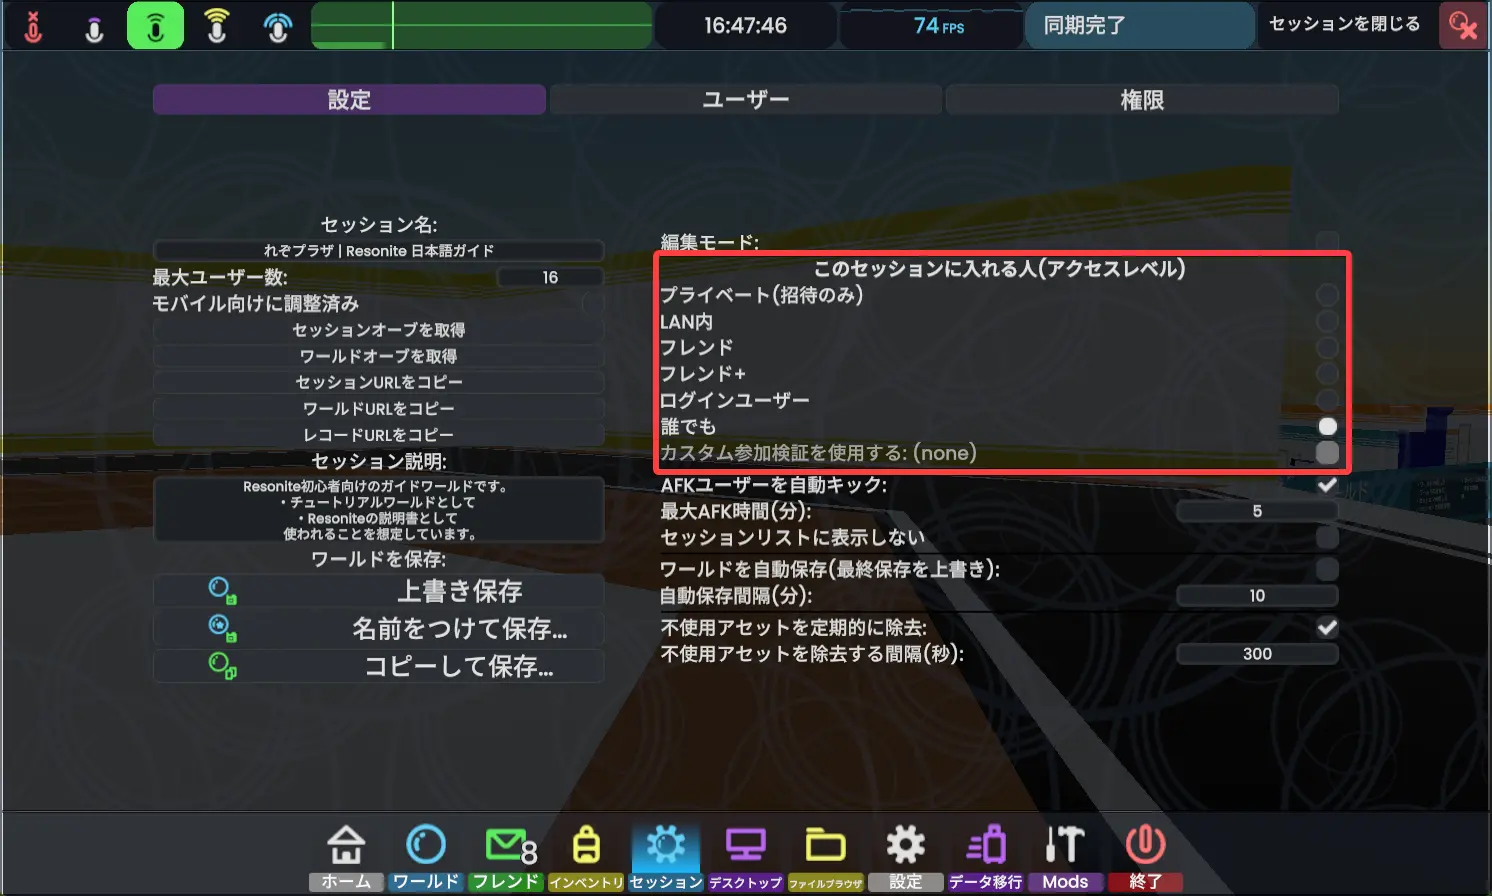 16:47:46
74 FPS
同期完了
セッションを閉じる
設定
ユーザー
権限
セッション名:
れぞプラザ | Resonite 日本語ガイド
最大ユーザー数:
16
モバイル向けに調整済み
セッションオーブを取得
ワールドオーブを取得
セッションURLをコピー
ワールドURLをコピー
レコードURLをコピー
セッション説明:
Resonite初心者向けのガイドワールドです。
・チュートリアルワールドとして
・Resoniteの説明書として
使われることを想定しています。
ワールドを保存:
上書き保存
名前をつけて保存...
コピーして保存...
編集モード:
このセッションに入れる人(アクセスレベル)
プライベート(招待のみ)
LAN内
フレンド
フレンド+
ログインユーザー
誰でも
カスタム参加検証を使用する: (none)
AFKユーザーを自動キック:
最大AFK時間(分):
5
セッションリストに表示しない
ワールドを自動保存(最終保存を上書き):
自動保存間隔(分):
10
不使用アセットを定期的に除去:
不使用アセットを除去する間隔(秒):
300
8
ホーム
ワールド
フレンド
インベントリ
セッション
デスクトップ
ファイルブラウザ
設定
データ移行
Mods
終了